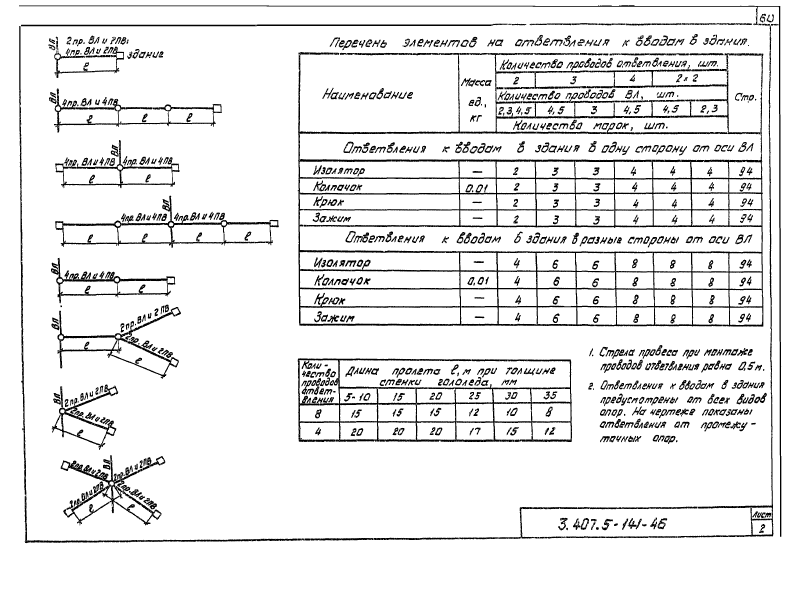 60
Перечень элементов на ответвления к вводам в здания.
Наименование
Масса ед., кг
Количество проводов ответвления, шт.
2 3 4 2×2
Количество проводов ВЛ, шт.
2,3,4,5 4,5 3 4,5 4,5 2,3
Количество марок, шт.
Стр.
Ответвления к вводам в здания в одну сторону от оси ВЛ
Изолятор — 2 3 3 4 4 4 94
Колпачок 0.01 2 3 3 4 4 4 94
Крюк — 2 3 3 4 4 4 94
Зажим — 2 3 3 4 4 4 94
Ответвления к вводам в здания в разные стороны от оси ВЛ
Изолятор — 4 6 6 8 8 8 94
Колпачок 0,01 4 6 6 8 8 8 94
Крюк — 4 6 6 8 8 8 94
Зажим — 4 6 6 8 8 8 94
Количество проводов ответвления
Длина пролета ℓ, м при толщине
стенки гололеда, мм
5-10 15 20 25 30 35
8 15 15 15 12 10 8
4 20 20 20 17 15 12
1. Стрела провеса при монтаже
проводов ответвления равна 0,5 м.
2. Ответвления к вводам в здания
предусмотрены от всех видов
опор. На чертеже показаны
ответвления от промежу-
точных опор.
3.407.5-141-46
Лист
2
ВЛ
2 пр. ВЛ и 2ПВ;
4пр. ВЛ и 2ПВ
здание
ℓ
ВЛ
4пр. ВЛ и 4ПВ
ℓ ℓ ℓ
ВЛ
4пр. ВЛ и 4ПВ 4пр. ВЛ и 4ПВ
ℓ ℓ
ВЛ
4пр. ВЛ и 4ПВ 4пр. ВЛ и 4ПВ
ℓ ℓ ℓ ℓ
ВЛ
4пр. ВЛ и 4ПВ
ℓ ℓ
ВЛ
2пр. ВЛ и 2ПВ
2пр. ВЛ и 2ПВ
ℓ ℓ
ВЛ
2пр. ВЛ и 2ПВ
2пр. ВЛ и 2ПВ
ℓ
ВЛ
2пр. ВЛ и 2ПВ 2пр. ВЛ и 2ПВ
2пр. ВЛ и 2ПВ 2пр. ВЛ и 2ПВ
ℓ ℓ